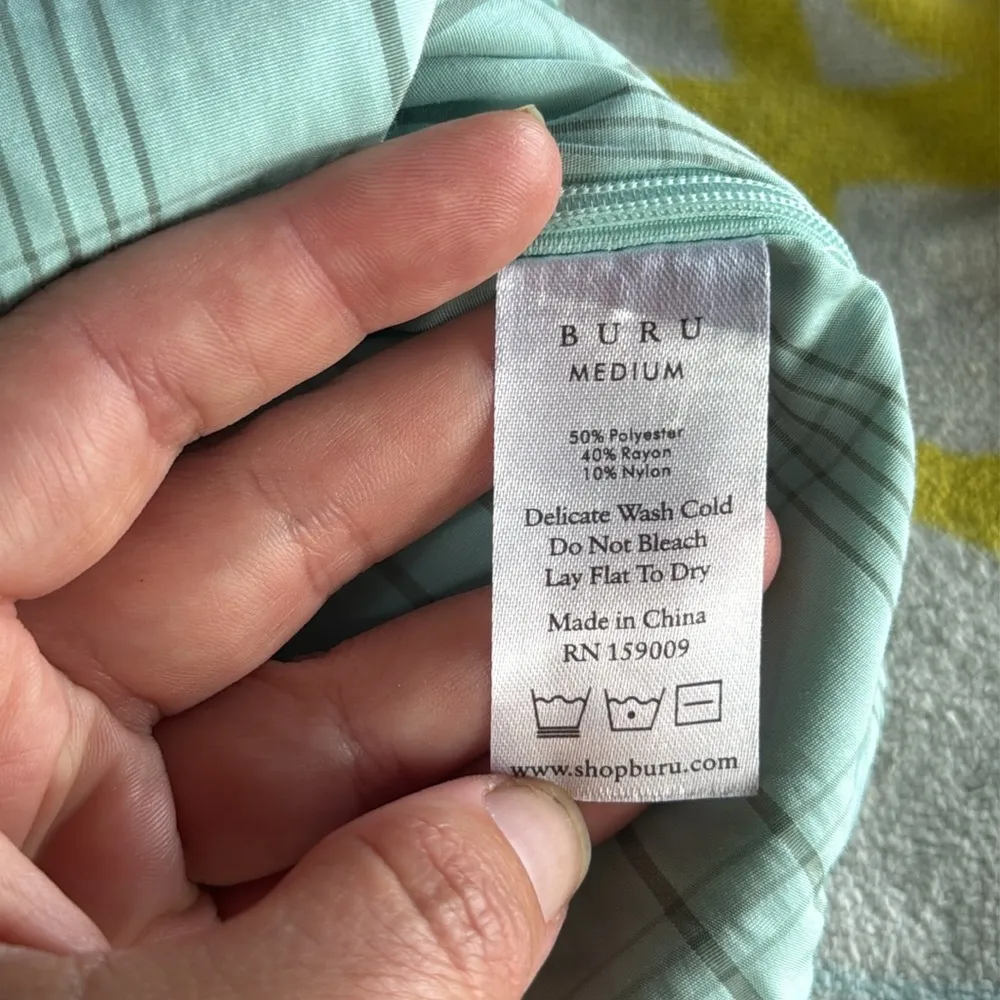 BURU
MEDIUM
50% Polyester
40% Rayon
10% Nylon
Delicate Wash Cold
Do Not Bleach
Lay Flat To Dry
Made in China
RN 159009
www.shopburu.com